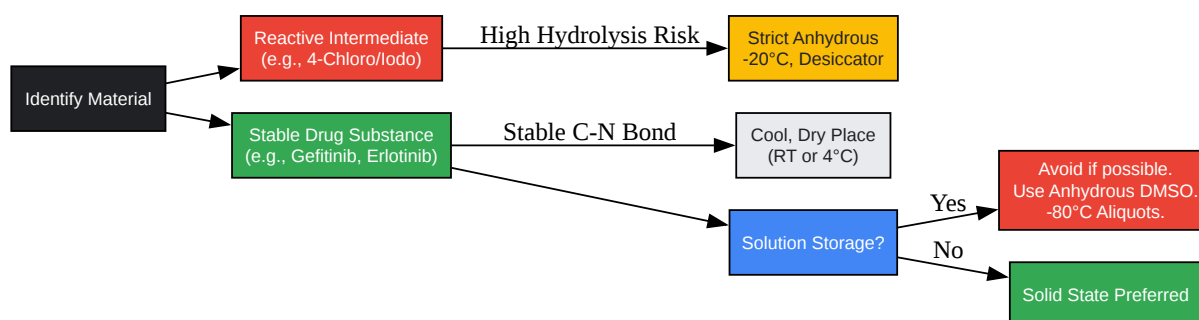 Identify Material
Reactive Intermediate
(e.g., 4-Chloro/Iodo)
High Hydrolysis Risk
Strict Anhydrous
-20°C, Desiccator
Stable Drug Substance
(e.g., Gefitinib, Erlotinib)
Stable C-N Bond
Cool, Dry Place
(RT or 4°C)
Solution Storage?
Yes
Avoid if possible.
Use Anhydrous DMSO.
-80°C Aliquots.
No
Solid State Preferred